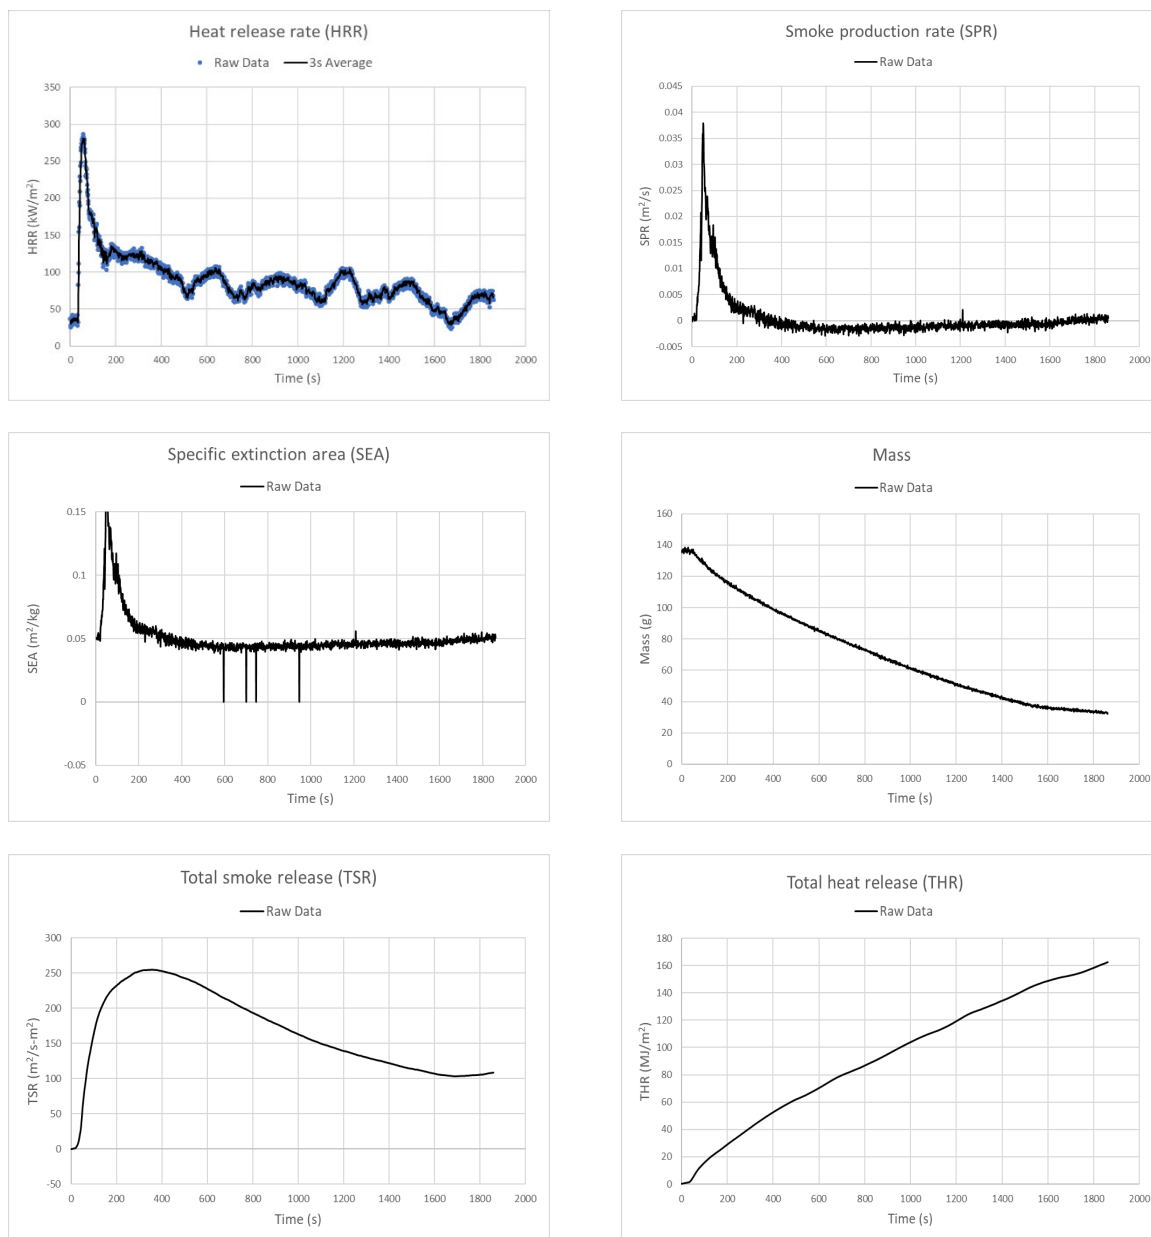 Heat release rate (HRR)
Raw Data 3s Average
350
300
250
200
150
100
50
0
HRR (kW/m²)
0 200 400 600 800 1000 1200 1400 1600 1800 2000
Time (s)
Smoke production rate (SPR)
Raw Data
0.045
0.04
0.035
0.03
0.025
0.02
0.015
0.01
0.005
0
-0.005
SPR (m²/s)
0 200 400 600 800 1000 1200 1400 1600 1800 2000
Time (s)
Specific extinction area (SEA)
Raw Data
0.15
0.1
0.05
0
-0.05
SEA (m²/kg)
0 200 400 600 800 1000 1200 1400 1600 1800 2000
Time (s)
Mass
Raw Data
160
140
120
100
80
60
40
20
0
Mass (g)
0 200 400 600 800 1000 1200 1400 1600 1800 2000
Time (s)
Total smoke release (TSR)
Raw Data
300
250
200
150
100
50
0
-50
TSR (m²/s-m²)
0 200 400 600 800 1000 1200 1400 1600 1800 2000
Time (s)
Total heat release (THR)
Raw Data
180
160
140
120
100
80
60
40
20
0
THR (MJ/m²)
0 200 400 600 800 1000 1200 1400 1600 1800 2000
Time (s)